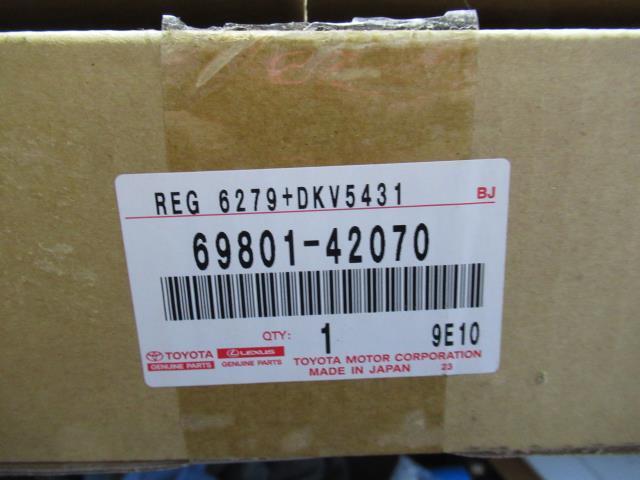 REG 6279+DKV5431 BJ
69801-42070
QTY: 1 9E10
TOYOTA LEXUS TOYOTA MOTOR CORPORATION
GENUINE PARTS GENUINE PARTS MADE IN JAPAN 23